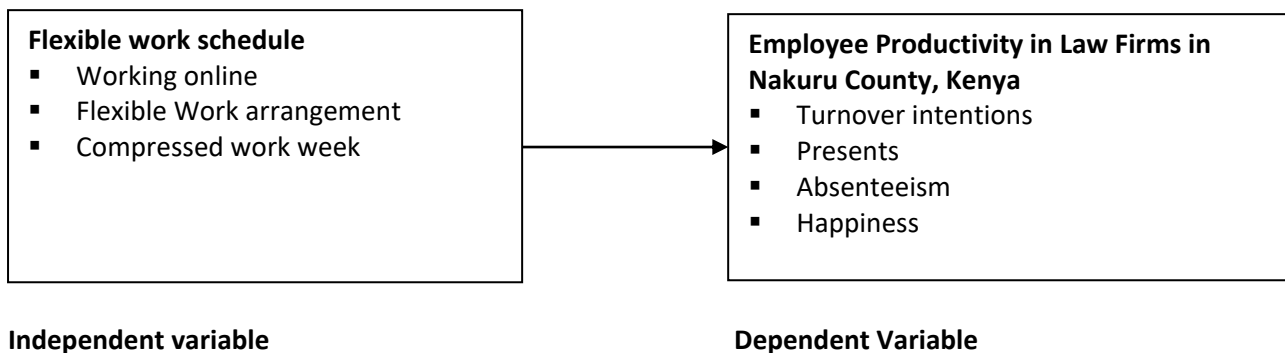 Flexible work schedule
▪ Working online
▪ Flexible Work arrangement
▪ Compressed work week
Employee Productivity in Law Firms in
Nakuru County, Kenya
▪ Turnover intentions
▪ Presents
▪ Absenteeism
▪ Happiness
Independent variable
Dependent Variable